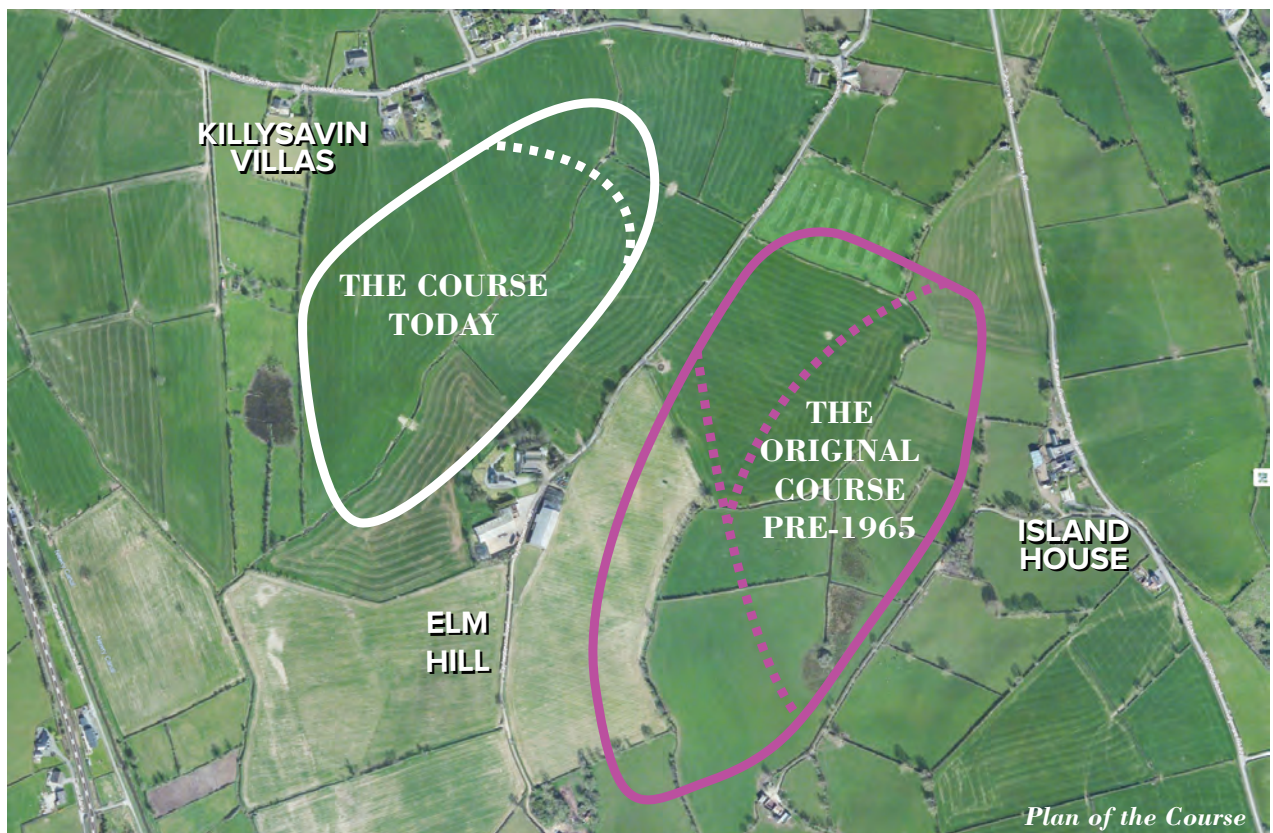 KILLYSAVIN
VILLAS
THE COURSE
TODAY
THE
ORIGINAL
COURSE
PRE-1965
ISLAND
HOUSE
ELM
HILL
Plan of the Course